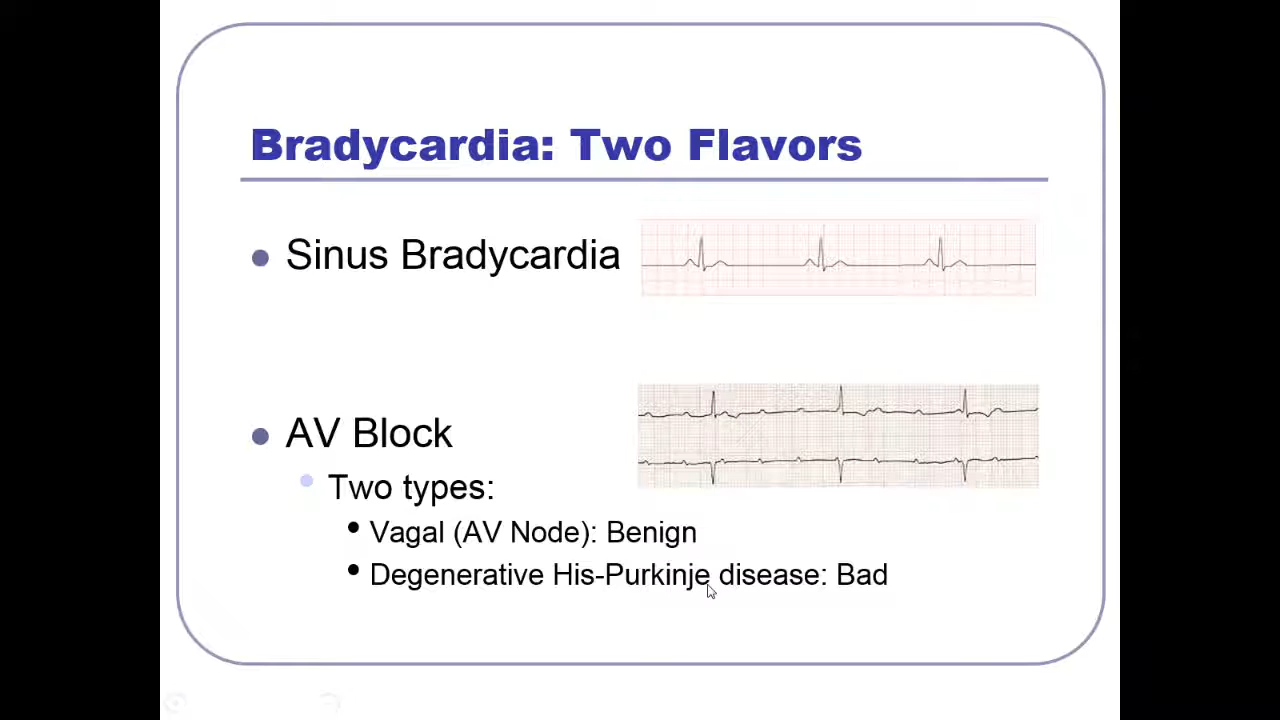 Bradycardia: Two Flavors
Sinus Bradycardia
AV Block
Two types:
Vagal (AV Node): Benign
Degenerative His-Purkinje disease: Bad